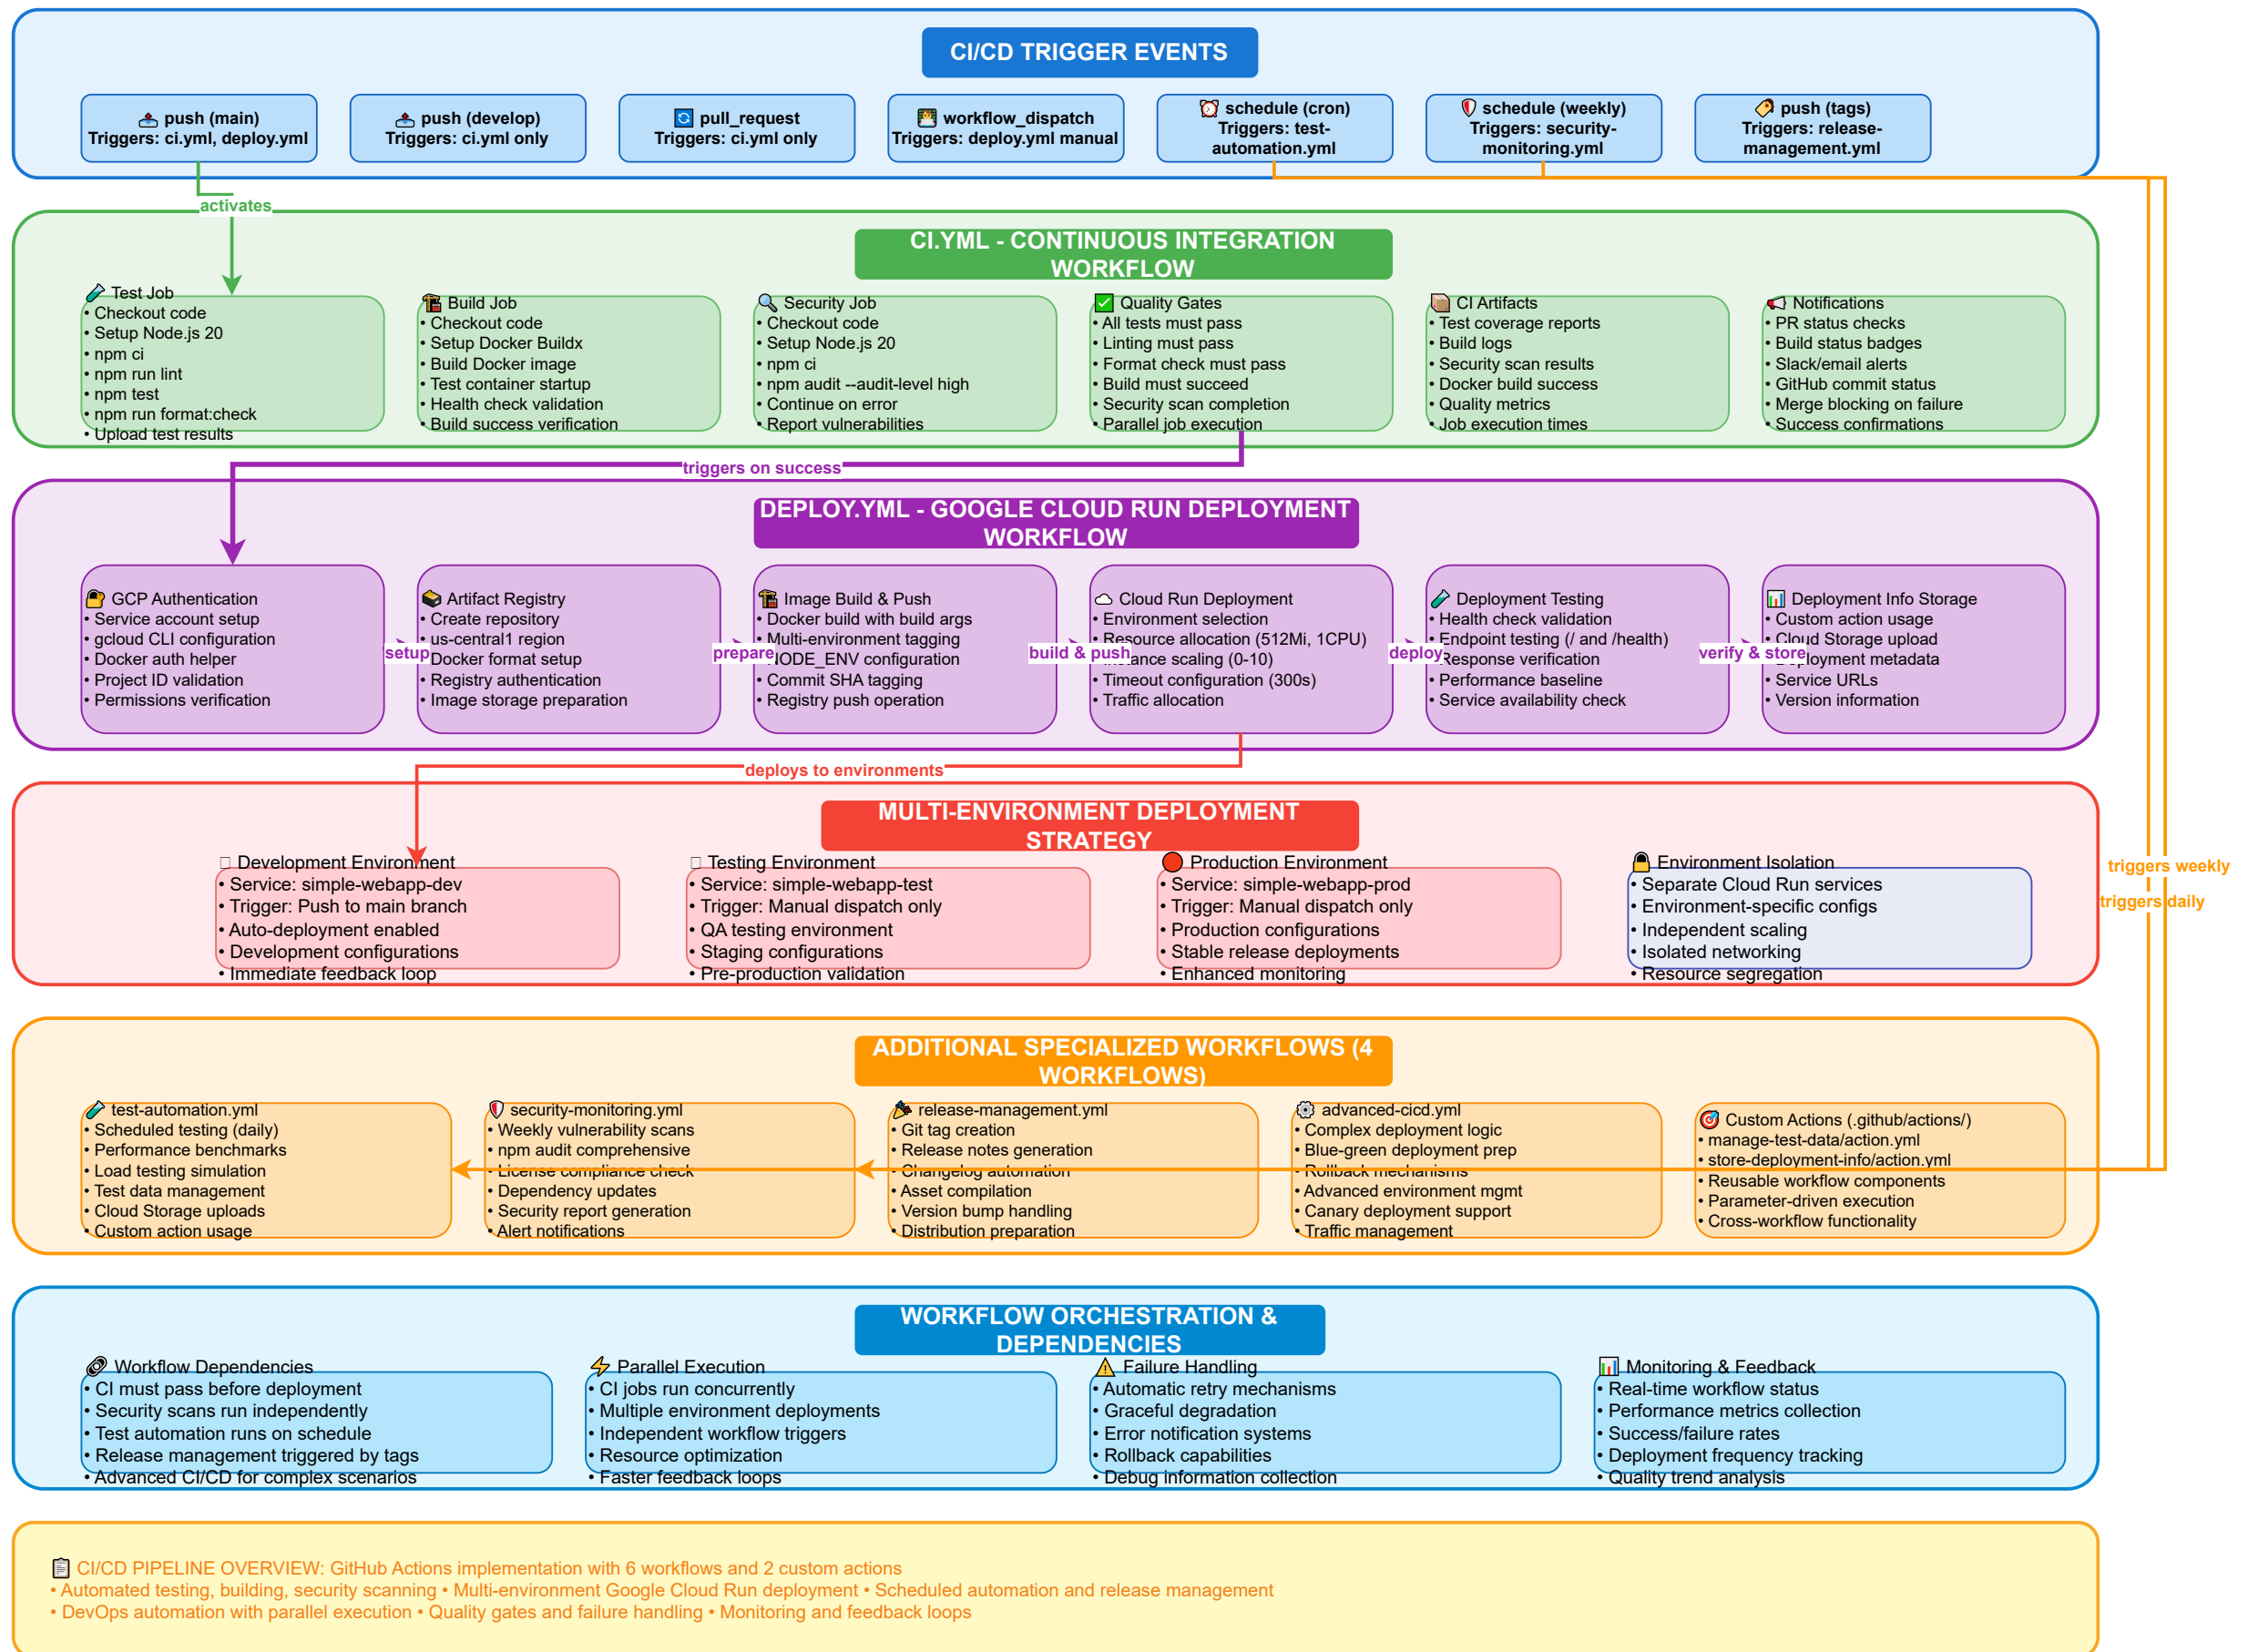 CI/CD TRIGGER EVENTS
push (main)
Triggers: ci.yml, deploy.yml
push (develop)
Triggers: ci.yml only
pull_request
Triggers: ci.yml only
workflow_dispatch
Triggers: deploy.yml manual
schedule (cron)
Triggers: test-
automation.yml
schedule (weekly)
Triggers: security-
monitoring.yml
push (tags)
Triggers: release-
management.yml
activates
CI.YML - CONTINUOUS INTEGRATION
WORKFLOW
Test Job
• Checkout code
• Setup Node.js 20
• npm ci
• npm run lint
• npm test
• npm run format:check
• Upload test results
Build Job
• Checkout code
• Setup Docker Buildx
• Build Docker image
• Test container startup
• Health check validation
• Build success verification
Security Job
• Checkout code
• Setup Node.js 20
• npm ci
• npm audit --audit-level high
• Continue on error
• Report vulnerabilities
Quality Gates
• All tests must pass
• Linting must pass
• Format check must pass
• Build must succeed
• Security scan completion
• Parallel job execution
CI Artifacts
• Test coverage reports
• Build logs
• Security scan results
• Docker build success
• Quality metrics
• Job execution times
Notifications
• PR status checks
• Build status badges
• Slack/email alerts
• GitHub commit status
• Merge blocking on failure
• Success confirmations
triggers on success
DEPLOY.YML - GOOGLE CLOUD RUN DEPLOYMENT
WORKFLOW
GCP Authentication
• Service account setup
• gcloud CLI configuration
• Docker auth helper
• Project ID validation
• Permissions verification
setup
Artifact Registry
• Create repository
• us-central1 region
Docker format setup
• Registry authentication
• Image storage preparation
prepare
Image Build & Push
• Docker build with build args
• Multi-environment tagging
NODE_ENV configuration
• Commit SHA tagging
• Registry push operation
build & push
Cloud Run Deployment
• Environment selection
• Resource allocation (512Mi, 1CPU)
Instance scaling (0-10)
• Timeout configuration (300s)
• Traffic allocation
deploy
Deployment Testing
• Health check validation
• Endpoint testing (/ and /health)
Response verification
• Performance baseline
• Service availability check
verify & store
Deployment Info Storage
• Custom action usage
• Cloud Storage upload
Deployment metadata
• Service URLs
• Version information
deploys to environments
MULTI-ENVIRONMENT DEPLOYMENT
STRATEGY
Development Environment
• Service: simple-webapp-dev
• Trigger: Push to main branch
• Auto-deployment enabled
• Development configurations
• Immediate feedback loop
Testing Environment
• Service: simple-webapp-test
• Trigger: Manual dispatch only
• QA testing environment
• Staging configurations
• Pre-production validation
Production Environment
• Service: simple-webapp-prod
• Trigger: Manual dispatch only
• Production configurations
• Stable release deployments
• Enhanced monitoring
Environment Isolation
• Separate Cloud Run services
• Environment-specific configs
• Independent scaling
• Isolated networking
• Resource segregation
triggers weekly
triggers daily
ADDITIONAL SPECIALIZED WORKFLOWS (4
WORKFLOWS)
test-automation.yml
• Scheduled testing (daily)
• Performance benchmarks
• Load testing simulation
• Test data management
• Cloud Storage uploads
• Custom action usage
security-monitoring.yml
• Weekly vulnerability scans
• npm audit comprehensive
• License compliance check
• Dependency updates
• Security report generation
• Alert notifications
release-management.yml
• Git tag creation
• Release notes generation
• Changelog automation
• Asset compilation
• Version bump handling
• Distribution preparation
advanced-cicd.yml
• Complex deployment logic
• Blue-green deployment prep
• Rollback mechanisms
• Advanced environment mgmt
• Canary deployment support
• Traffic management
Custom Actions (.github/actions/)
• manage-test-data/action.yml
• store-deployment-info/action.yml
• Reusable workflow components
• Parameter-driven execution
• Cross-workflow functionality
WORKFLOW ORCHESTRATION &
DEPENDENCIES
Workflow Dependencies
• CI must pass before deployment
• Security scans run independently
• Test automation runs on schedule
• Release management triggered by tags
• Advanced CI/CD for complex scenarios
Parallel Execution
• CI jobs run concurrently
• Multiple environment deployments
• Independent workflow triggers
• Resource optimization
• Faster feedback loops
Failure Handling
• Automatic retry mechanisms
• Graceful degradation
• Error notification systems
• Rollback capabilities
• Debug information collection
Monitoring & Feedback
• Real-time workflow status
• Performance metrics collection
• Success/failure rates
• Deployment frequency tracking
• Quality trend analysis
CI/CD PIPELINE OVERVIEW: GitHub Actions implementation with 6 workflows and 2 custom actions
• Automated testing, building, security scanning • Multi-environment Google Cloud Run deployment • Scheduled automation and release management
• DevOps automation with parallel execution • Quality gates and failure handling • Monitoring and feedback loops